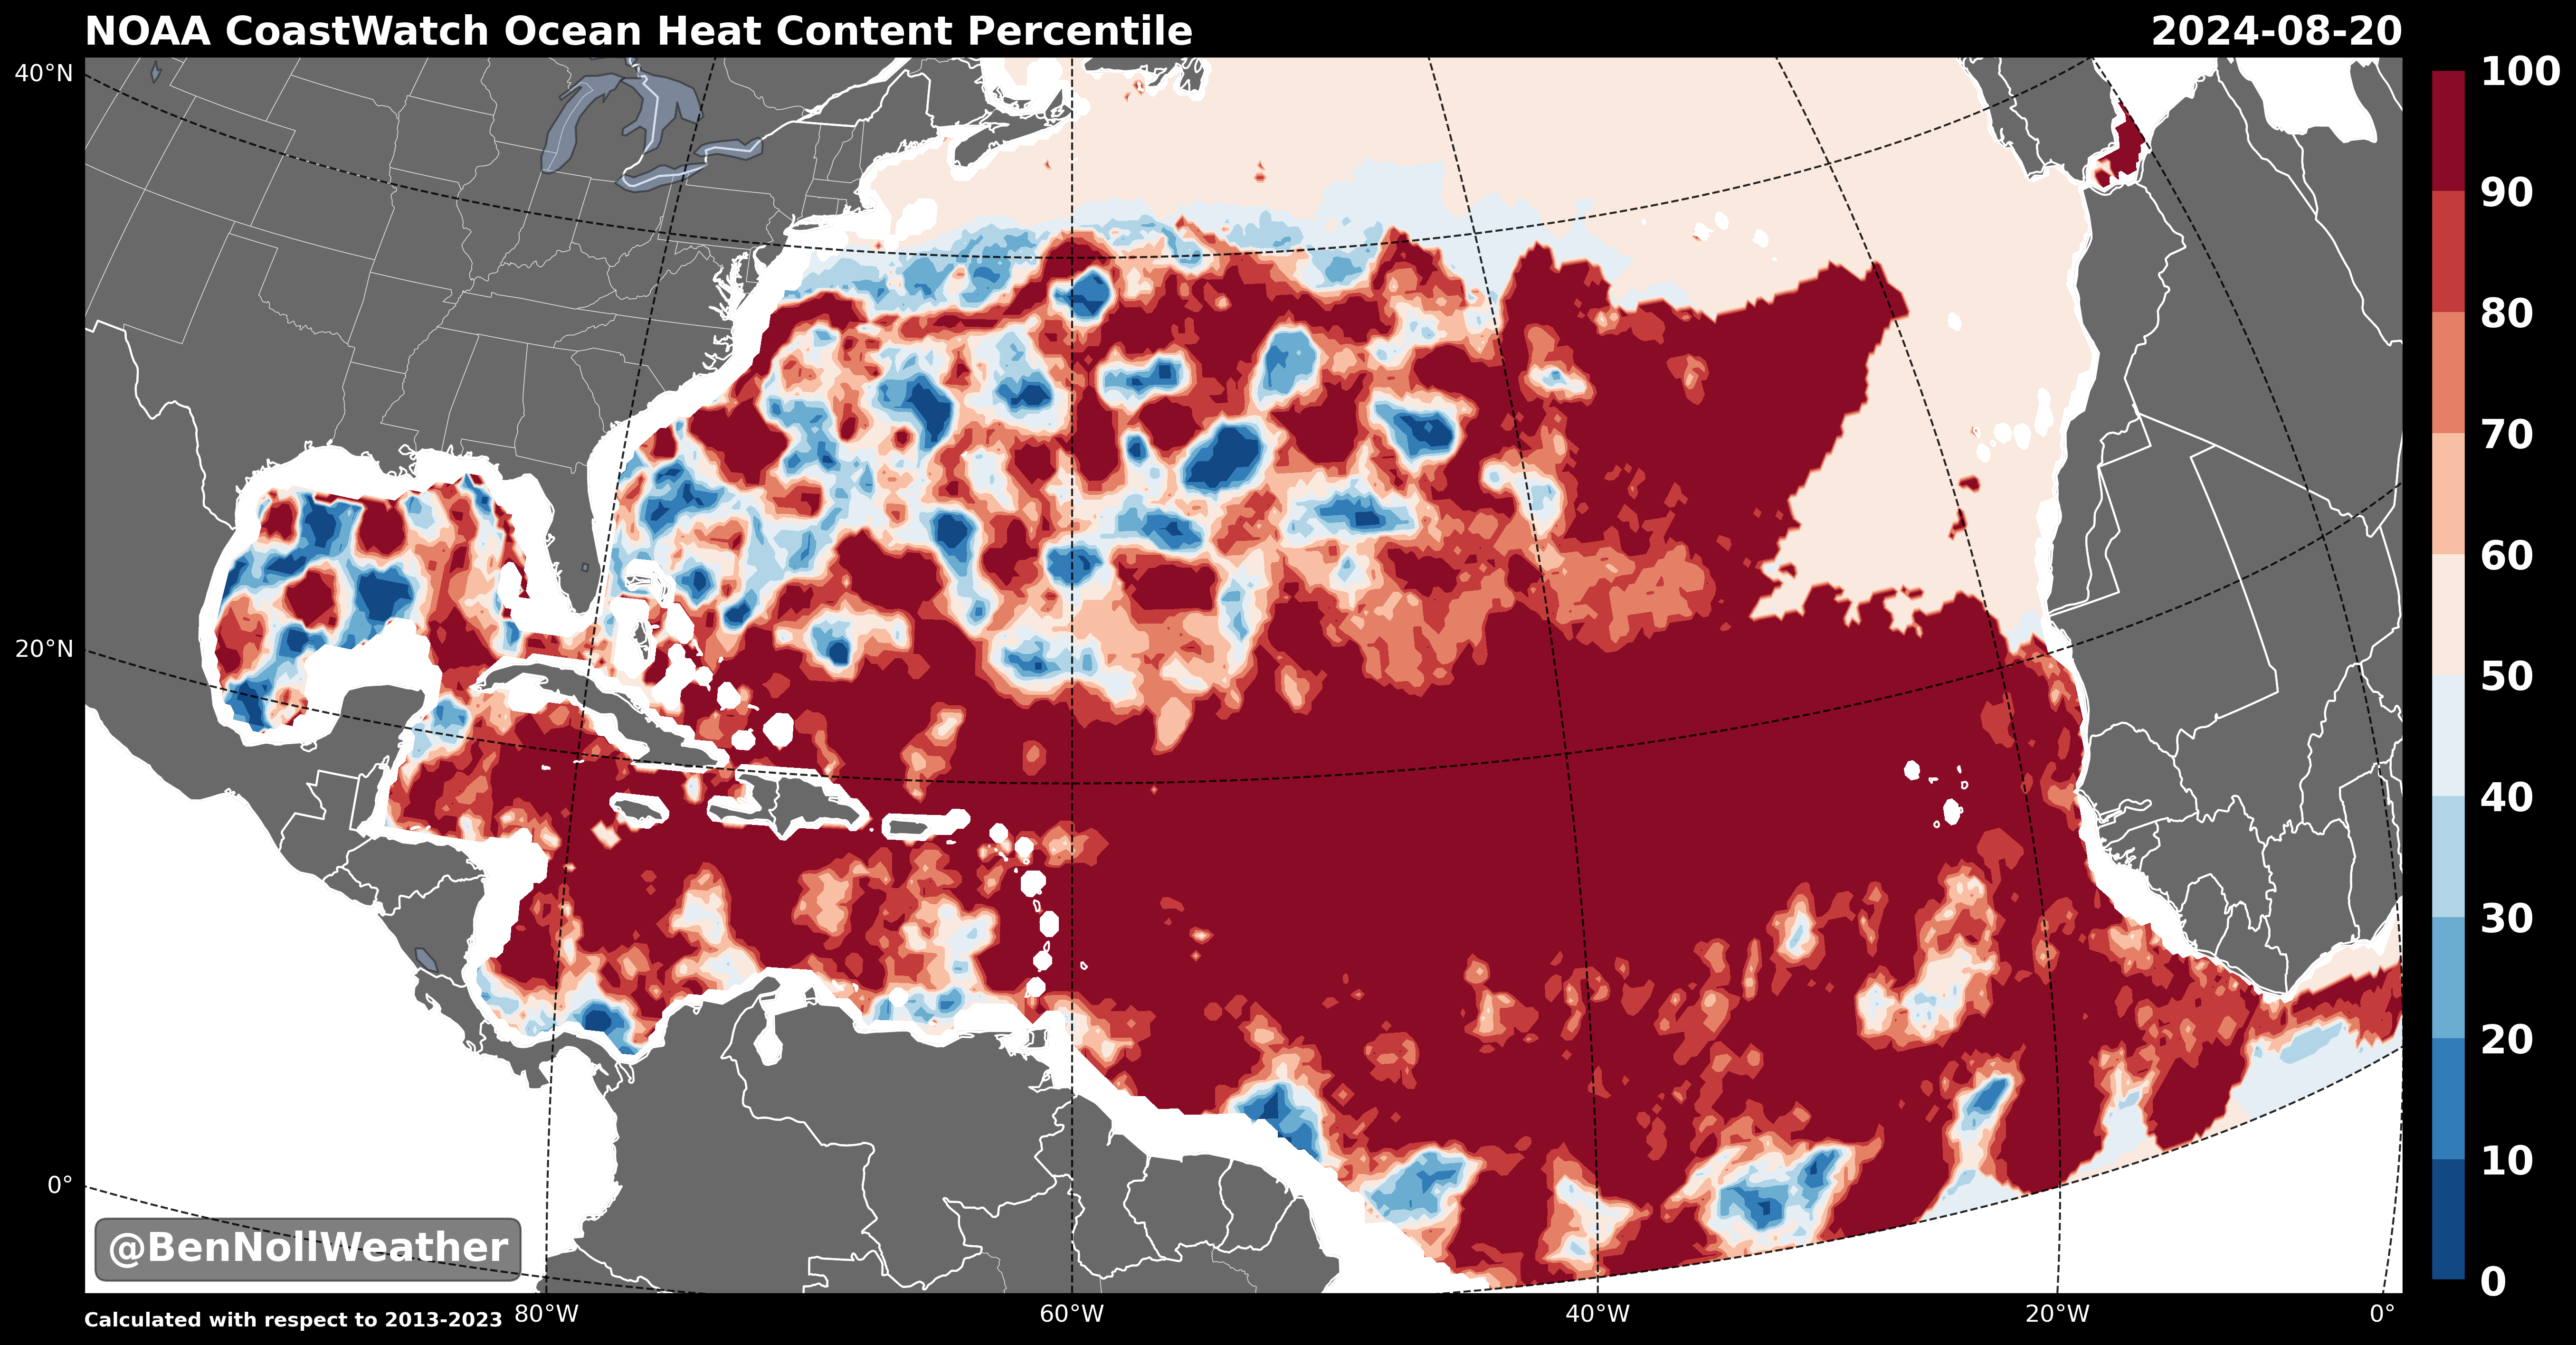 NOAA CoastWatch Ocean Heat Content Percentile 2024-08-20
40°N
20°N
0°
100
90
80
70
60
50
40
30
20
10
0
@BenNollWeather
Calculated with respect to 2013-2023
80°W 60°W 40°W 20°W 0°